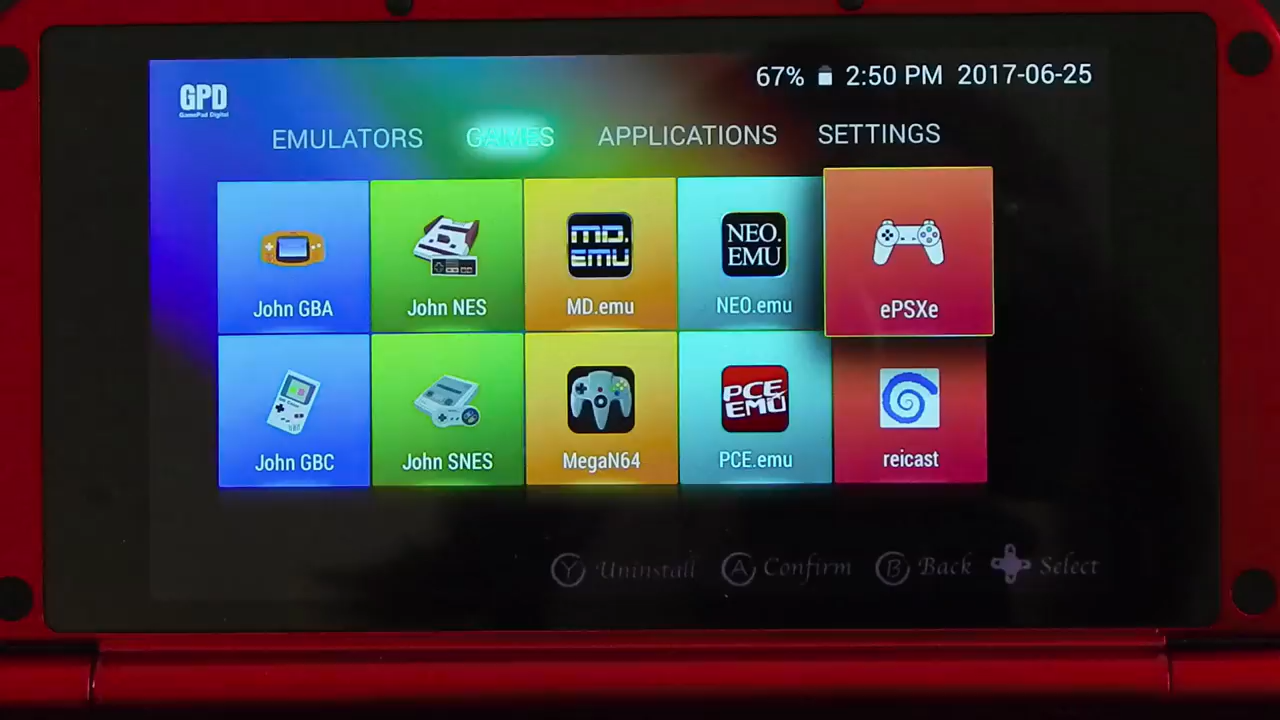 67% 2:50 PM 2017-06-25
GPD
GamePad Digital
EMULATORS GAMES APPLICATIONS SETTINGS
John GBA John NES MD.EMU MD.emu NEO.EMU NEO.emu ePSXe
John GBC John SNES MegaN64 PCE.EMU PCE.emu reicast
Y Uninstall A Confirm B Back Select